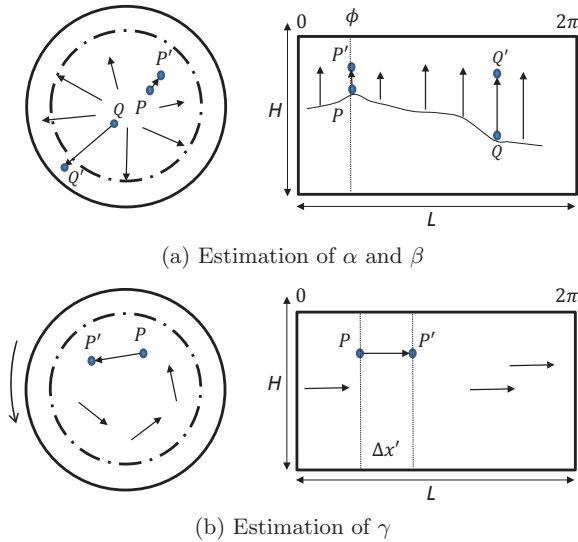 P′
P
Q
Q′
0
ϕ
2π
P′
Q′
H
P
Q
L
(a) Estimation of α and β
P′
P
0
2π
P
P′
H
Δx′
L
(b) Estimation of γ